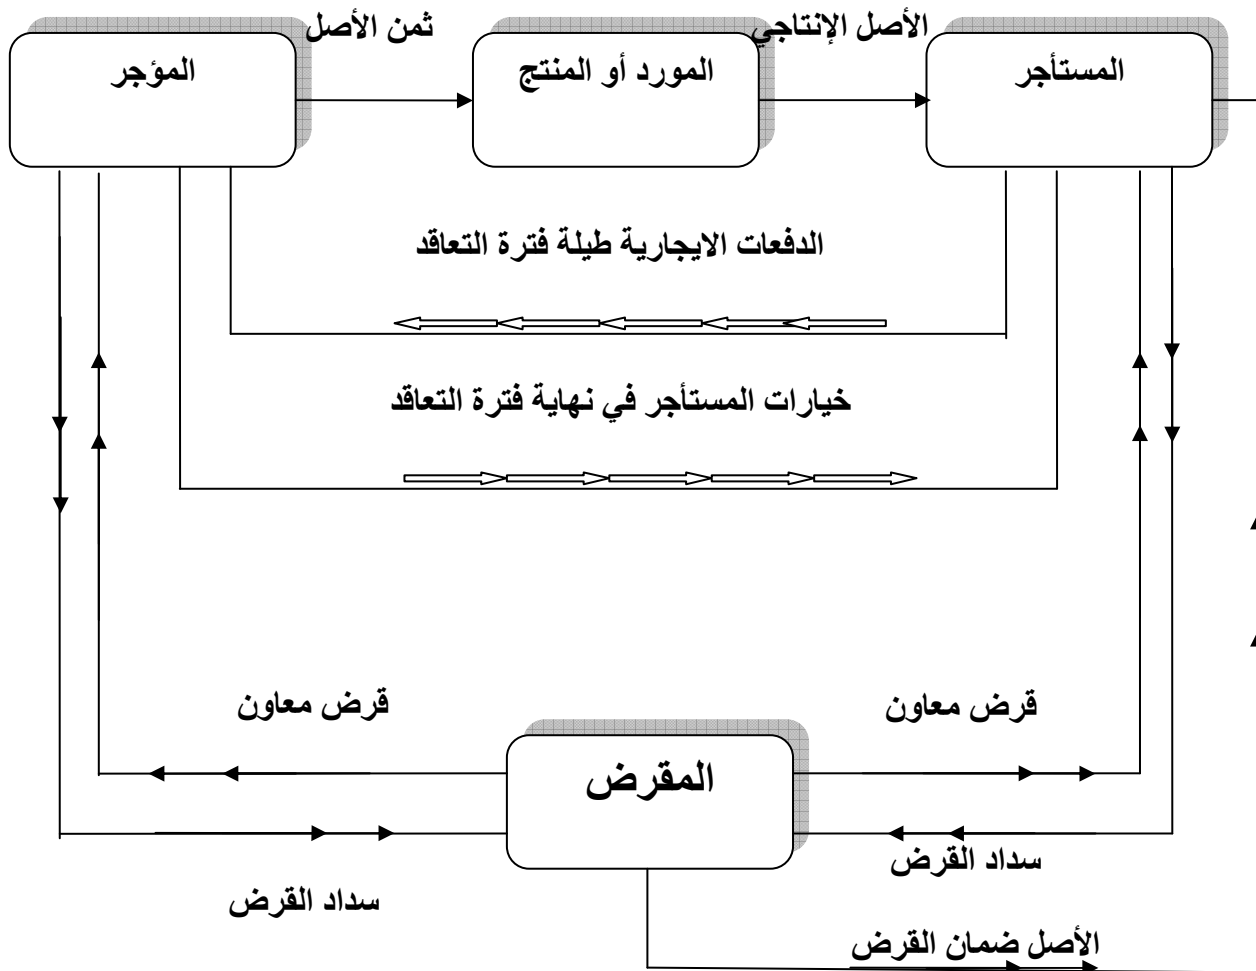 الأصل الإنتاجي
ثمن الأصل
المستأجر
المورد أو المنتج
المؤجر
الدفعات الايجارية طيلة فترة التعاقد
خيارات المستأجر في نهاية فترة التعاقد
قرض معاون
قرض معاون
المقرض
سداد القرض
سداد القرض
الأصل ضمان القرض